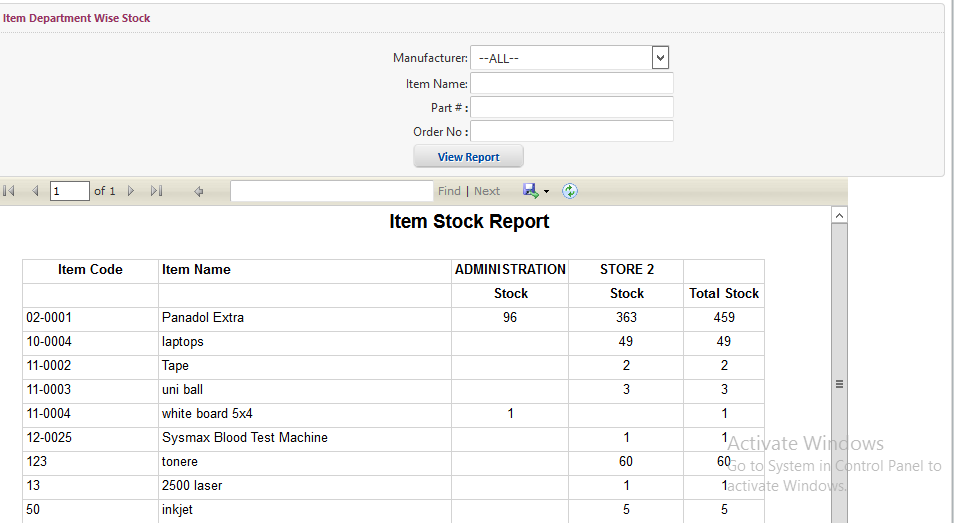 Item Department Wise Stock
Manufacturer: --ALL--
Item Name:
Part # :
Order No :
View Report
1 of 1 Find | Next
Item Stock Report
Item Code Item Name ADMINISTRATION STORE 2
Stock Stock Total Stock
02-0001 Panadol Extra 96 363 459
10-0004 laptops 49 49
11-0002 Tape 2 2
11-0003 uni ball 3 3
11-0004 white board 5x4 1 1
12-0025 Sysmax Blood Test Machine 1 1
123 tonere 60 60
13 2500 laser 1 1
50 inkjet 5 5
Activate Windows
Go to System in Control Panel to
activate Windows.